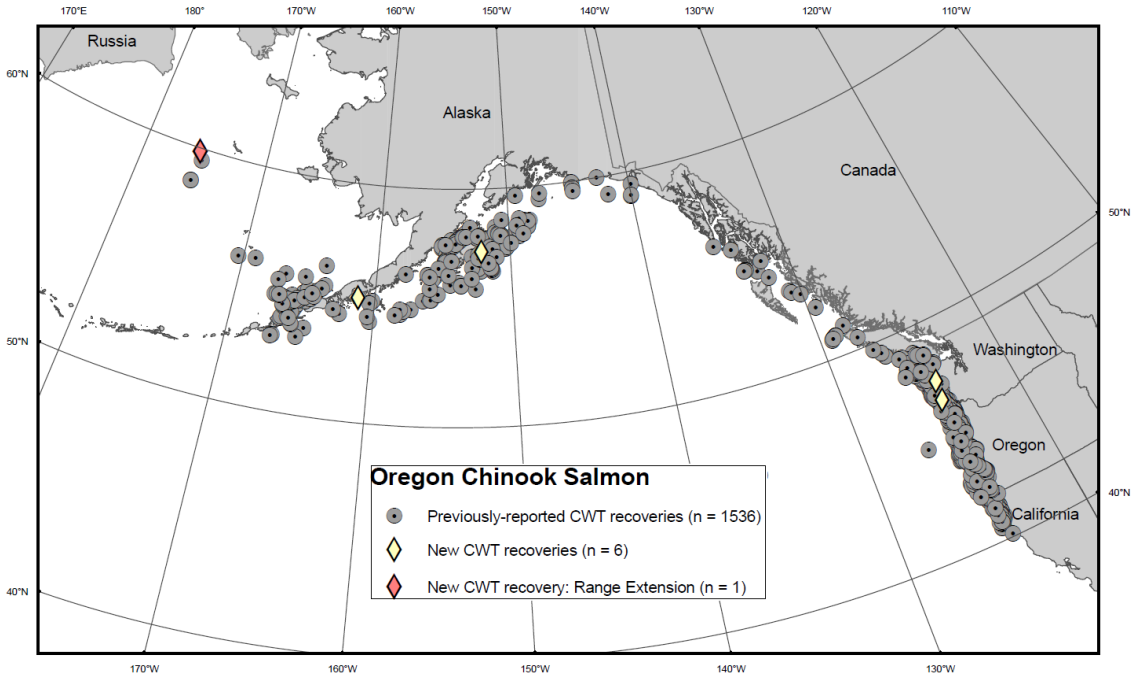 170°E 180° 170°W 160°W 150°W 140°W 130°W 120°W 110°W
Russia
60°N
Alaska
Canada
50°N
50°N
Washington
Oregon
40°N
California
Oregon Chinook Salmon
Previously-reported CWT recoveries (n = 1536)
New CWT recoveries (n = 6)
New CWT recovery: Range Extension (n = 1)
40°N
170°W 160°W 150°W 140°W 130°W